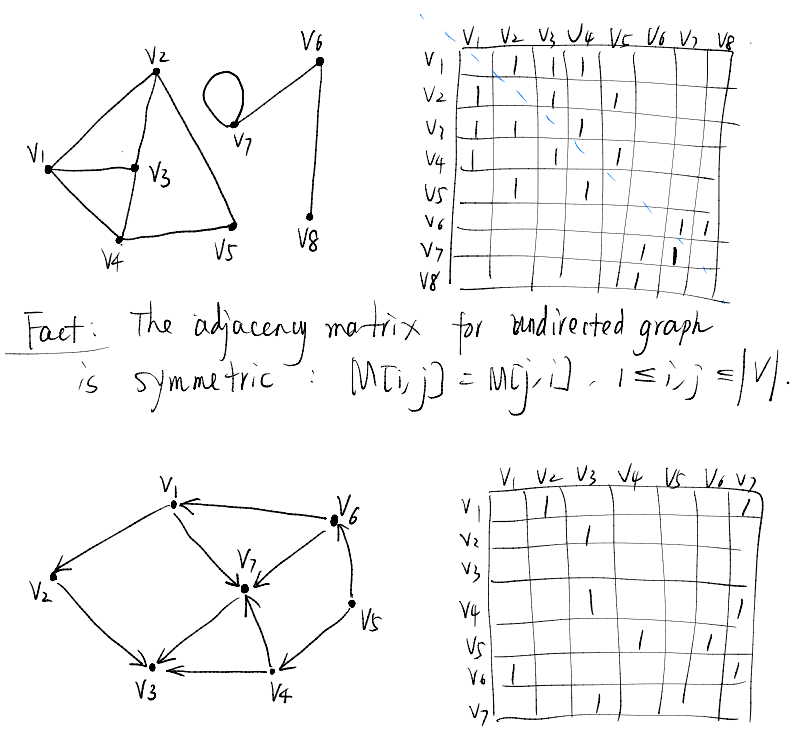 V6
V2
V7
V1
V3
V4
V5
V8
V1 V2 V3 V4 V5 V6 V7 V8
V1 1 1 1
V2 1 1 1
V3 1 1 1
V4 1 1 1
V5 1 1
V6 1 1
V7 1 1
V8 1
Fact: The adjacency matrix for undirected graph
is symmetric: M[i,j] = M[j,i], 1 ≤ i,j ≤ |V|.
V1
V6
V7
V2
V5
V3
V4
V1 V2 V3 V4 V5 V6 V7
V1 1 1
V2 1
V3
V4 1 1
V5 1 1
V6 1 1
V7 1